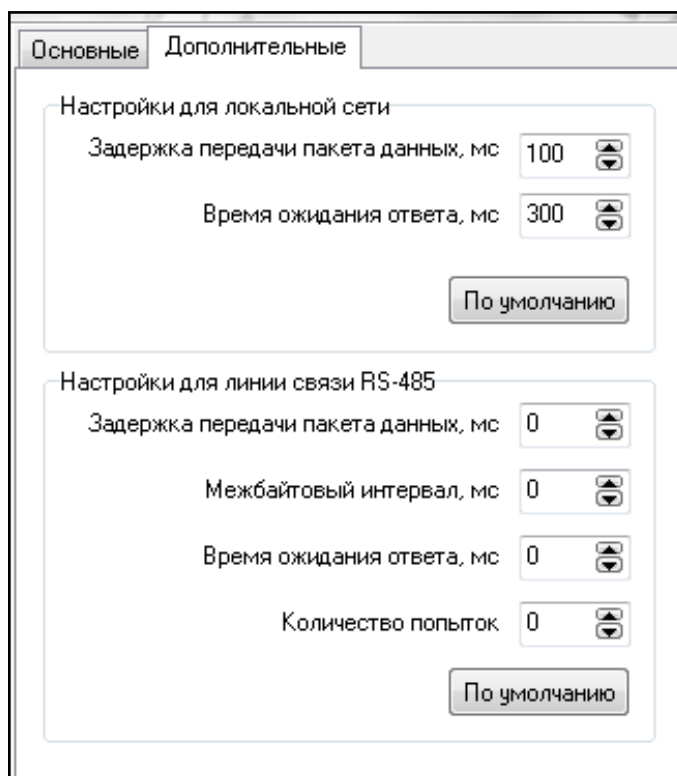 Основные Дополнительные
Настройки для локальной сети
Задержка передачи пакета данных, мс 100
Время ожидания ответа, мс 300
По умолчанию
Настройки для линии связи RS-485
Задержка передачи пакета данных, мс 0
Межбайтовый интервал, мс 0
Время ожидания ответа, мс 0
Количество попыток 0
По умолчанию